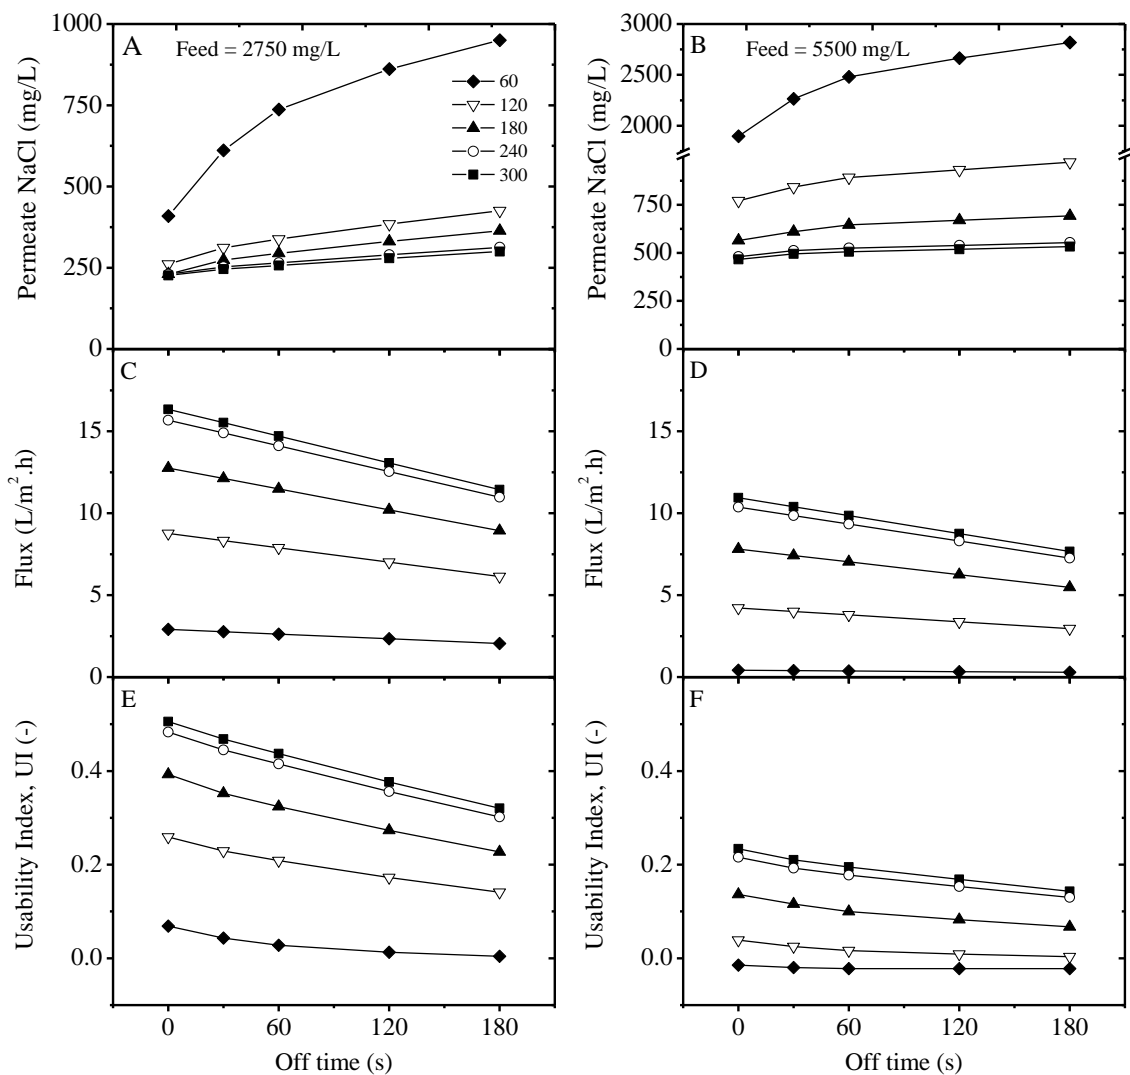 A
Feed = 2750 mg/L
60
120
180
240
300
1000
750
500
250
0
Permeate NaCl (mg/L)
B
Feed = 5500 mg/L
3000
2500
2000
750
500
250
0
Permeate NaCl (mg/L)
C
15
10
5
0
Flux (L/m².h)
D
15
10
5
0
Flux (L/m².h)
E
0.4
0.2
0.0
Usability Index, UI (-)
0 60 120 180
Off time (s)
F
0.4
0.2
0.0
Usability Index, UI (-)
0 60 120 180
Off time (s)